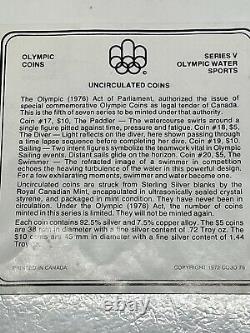 OLYMPIC
COINS
SERIES V
OLYMPIC WATER
SPORTS
UNCIRCULATED COINS
The Olympic (1976) Act of Parliament, authorized the issue of
special commemorative Olympic Coins as legal tender of Canada.
This is the fifth of seven series to be minted under that authority.
Coin #17, $10, The Paddler — The watercourse swirls around a
single figure pitted against time, pressure and fatigue. Coin #18, $5,
The Diver — Light reflects on the diver, here shown passing through
a time lapse sequence before completing her dive. Coin #19, $10,
Sailing — Two intent figures symbolize the teamwork vital in Olympic
Sailing events. Distant sails glide on the horizon. Coin #20, $5, The
Swimmer. — The refracted image of a swimmer in competition
echoes the heaving turbulence of the water in this powerful design.
For a few exhilarating moments, swimmer and water become one.
Uncirculated coins are struck from Sterling Silver blanks by the
Royal Canadian Mint, encapsulated in ultrasonically sealed crystal
styrene, and packaged in mint condition. They have never been in
circulation. Under the Olympic (1976) Act, the number of coins
minted in this series is limited. They will not be minted again.
Each coin contains 92.5% silver and 7.5% copper alloy. The $5 coins
are 38 mm in diameter with a fine silver content of .72 Troy oz. The
$10 coins are 45 mm in diameter with a fine silver content of 1.44
Troy
PRINTED IN CANADA
COPYRIGHT 1972 COJO 76